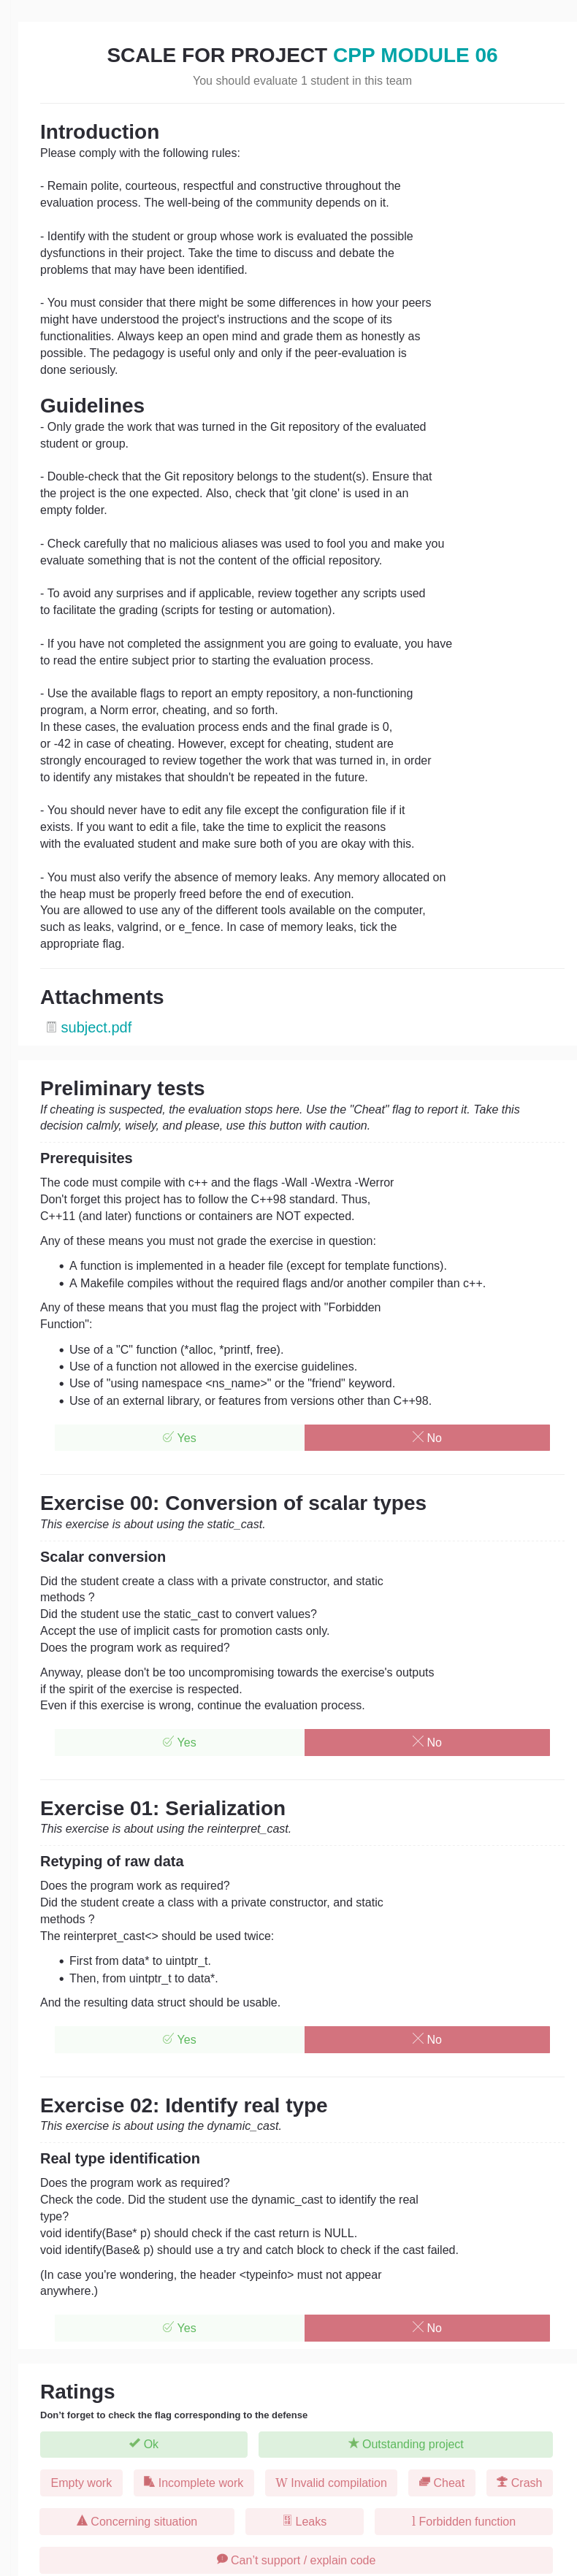 SCALE FOR PROJECT CPP MODULE 06
You should evaluate 1 student in this team
Introduction
Please comply with the following rules:
- Remain polite, courteous, respectful and constructive throughout the
evaluation process. The well-being of the community depends on it.
- Identify with the student or group whose work is evaluated the possible
dysfunctions in their project. Take the time to discuss and debate the
problems that may have been identified.
- You must consider that there might be some differences in how your peers
might have understood the project's instructions and the scope of its
functionalities. Always keep an open mind and grade them as honestly as
possible. The pedagogy is useful only and only if the peer-evaluation is
done seriously.
Guidelines
- Only grade the work that was turned in the Git repository of the evaluated
student or group.
- Double-check that the Git repository belongs to the student(s). Ensure that
the project is the one expected. Also, check that 'git clone' is used in an
empty folder.
- Check carefully that no malicious aliases was used to fool you and make you
evaluate something that is not the content of the official repository.
- To avoid any surprises and if applicable, review together any scripts used
to facilitate the grading (scripts for testing or automation).
- If you have not completed the assignment you are going to evaluate, you have
to read the entire subject prior to starting the evaluation process.
- Use the available flags to report an empty repository, a non-functioning
program, a Norm error, cheating, and so forth.
In these cases, the evaluation process ends and the final grade is 0,
or -42 in case of cheating. However, except for cheating, student are
strongly encouraged to review together the work that was turned in, in order
to identify any mistakes that shouldn't be repeated in the future.
- You should never have to edit any file except the configuration file if it
exists. If you want to edit a file, take the time to explicit the reasons
with the evaluated student and make sure both of you are okay with this.
- You must also verify the absence of memory leaks. Any memory allocated on
the heap must be properly freed before the end of execution.
You are allowed to use any of the different tools available on the computer,
such as leaks, valgrind, or e_fence. In case of memory leaks, tick the
appropriate flag.
Attachments
subject.pdf
Preliminary tests
If cheating is suspected, the evaluation stops here. Use the "Cheat" flag to report it. Take this
decision calmly, wisely, and please, use this button with caution.
Prerequisites
The code must compile with c++ and the flags -Wall -Wextra -Werror
Don't forget this project has to follow the C++98 standard. Thus,
C++11 (and later) functions or containers are NOT expected.
Any of these means you must not grade the exercise in question:
• A function is implemented in a header file (except for template functions).
• A Makefile compiles without the required flags and/or another compiler than c++.
Any of these means that you must flag the project with "Forbidden
Function":
• Use of a "C" function (*alloc, *printf, free).
• Use of a function not allowed in the exercise guidelines.
• Use of "using namespace <ns_name>" or the "friend" keyword.
• Use of an external library, or features from versions other than C++98.
Yes No
Exercise 00: Conversion of scalar types
This exercise is about using the static_cast.
Scalar conversion
Did the student create a class with a private constructor, and static
methods ?
Did the student use the static_cast to convert values?
Accept the use of implicit casts for promotion casts only.
Does the program work as required?
Anyway, please don't be too uncompromising towards the exercise's outputs
if the spirit of the exercise is respected.
Even if this exercise is wrong, continue the evaluation process.
Yes No
Exercise 01: Serialization
This exercise is about using the reinterpret_cast.
Retyping of raw data
Does the program work as required?
Did the student create a class with a private constructor, and static
methods ?
The reinterpret_cast<> should be used twice:
• First from data* to uintptr_t.
• Then, from uintptr_t to data*.
And the resulting data struct should be usable.
Yes No
Exercise 02: Identify real type
This exercise is about using the dynamic_cast.
Real type identification
Does the program work as required?
Check the code. Did the student use the dynamic_cast to identify the real
type?
void identify(Base* p) should check if the cast return is NULL.
void identify(Base& p) should use a try and catch block to check if the cast failed.
(In case you're wondering, the header <typeinfo> must not appear
anywhere.)
Yes No
Ratings
Don't forget to check the flag corresponding to the defense
Ok Outstanding project
Empty work Incomplete work Invalid compilation Cheat Crash
Concerning situation Leaks Forbidden function
Can't support / explain code